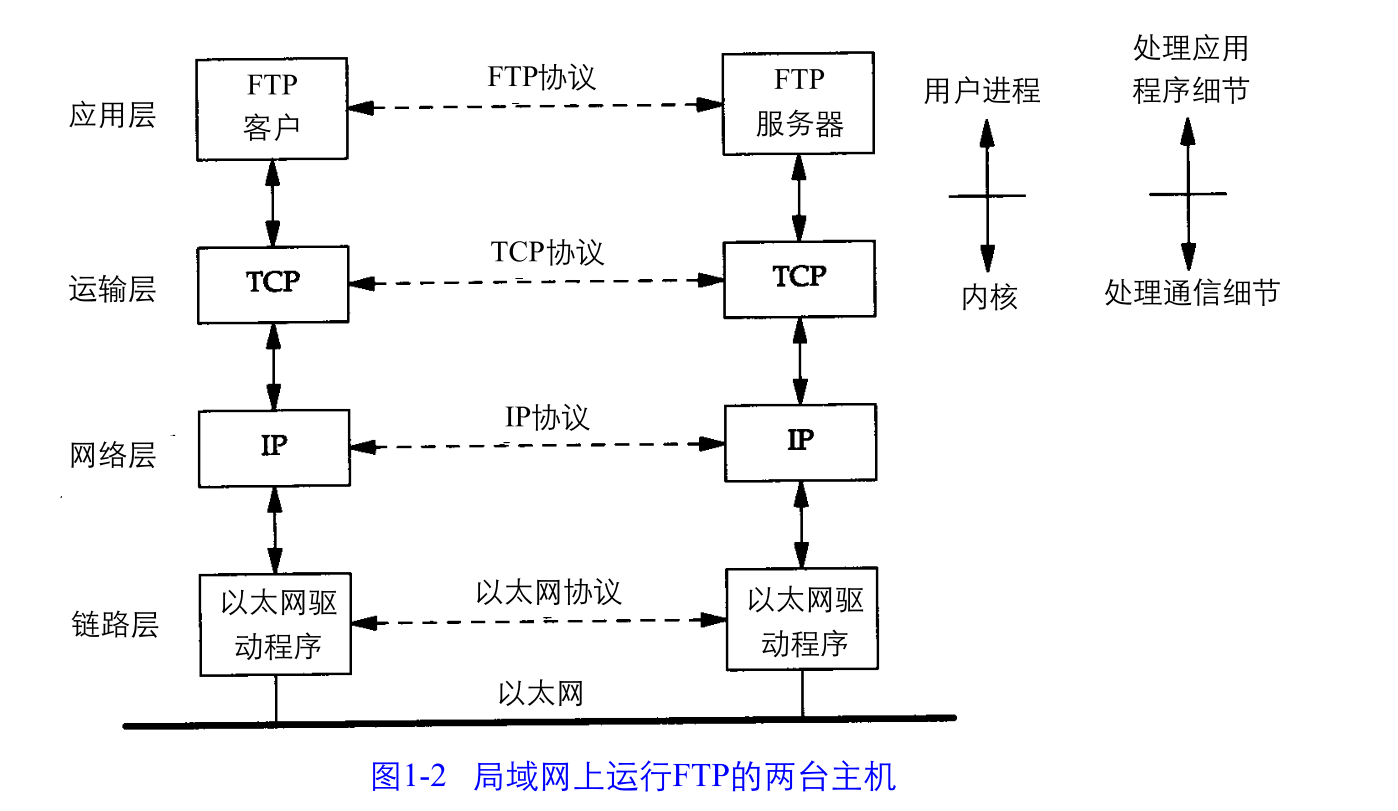 处理应用
程序细节
用户进程
应用层
FTP
客户
FTP协议
FTP
服务器
内核
处理通信细节
运输层
TCP
TCP协议
TCP
网络层
IP
IP协议
IP
链路层
以太网驱
动程序
以太网协议
以太网驱
动程序
以太网
图1-2 局域网上运行FTP的两台主机